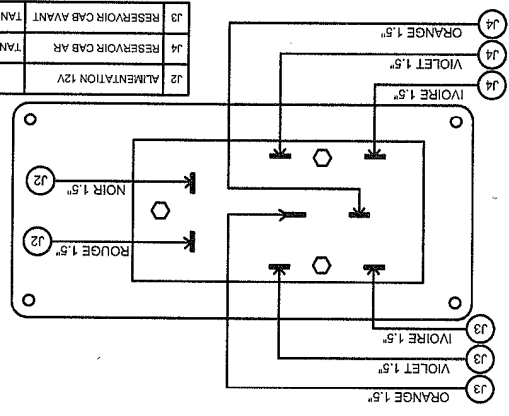 J3 ORANGE 1.5"
J3 VIOLET 1.5"
J3 IVOIRE 1.5"
ROUGE 1.5" J2
NOIR 1.5" J2
J4 IVOIRE 1.5"
J4 VIOLET 1.5"
J4 ORANGE 1.5"
J2 ALIMENTATION 12V
J4 RESERVOIR CAB AR TAN
J3 RESERVOIR CAB AVANT TAN